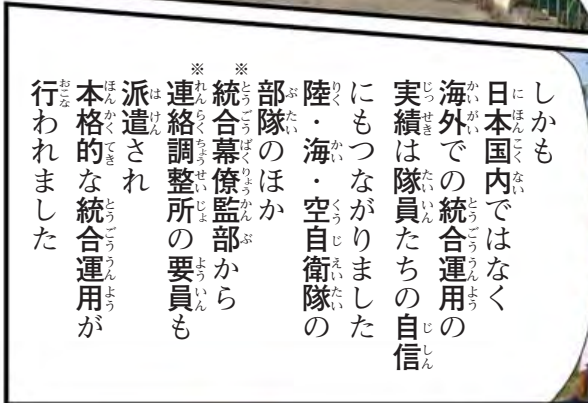 しかも
日本国内ではなく
海外での統合運用の
実績は隊員たちの自信
にもつながりました
陸・海・空自衛隊の
部隊のほか
※統合幕僚監部から
※連絡調整所の要員も
派遣され
本格的な統合運用が
行われました